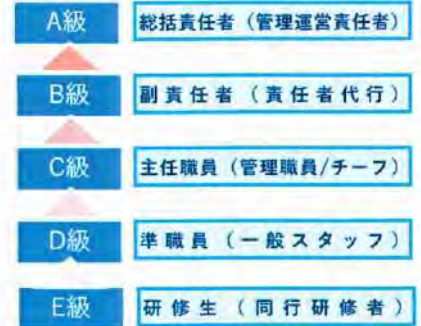 A級 総括責任者（管理運営責任者）
B級 副責任者（責任者代行）
C級 主任職員（管理職員/チーフ）
D級 準職員（一般スタッフ）
E級 研修生（同行研修者）